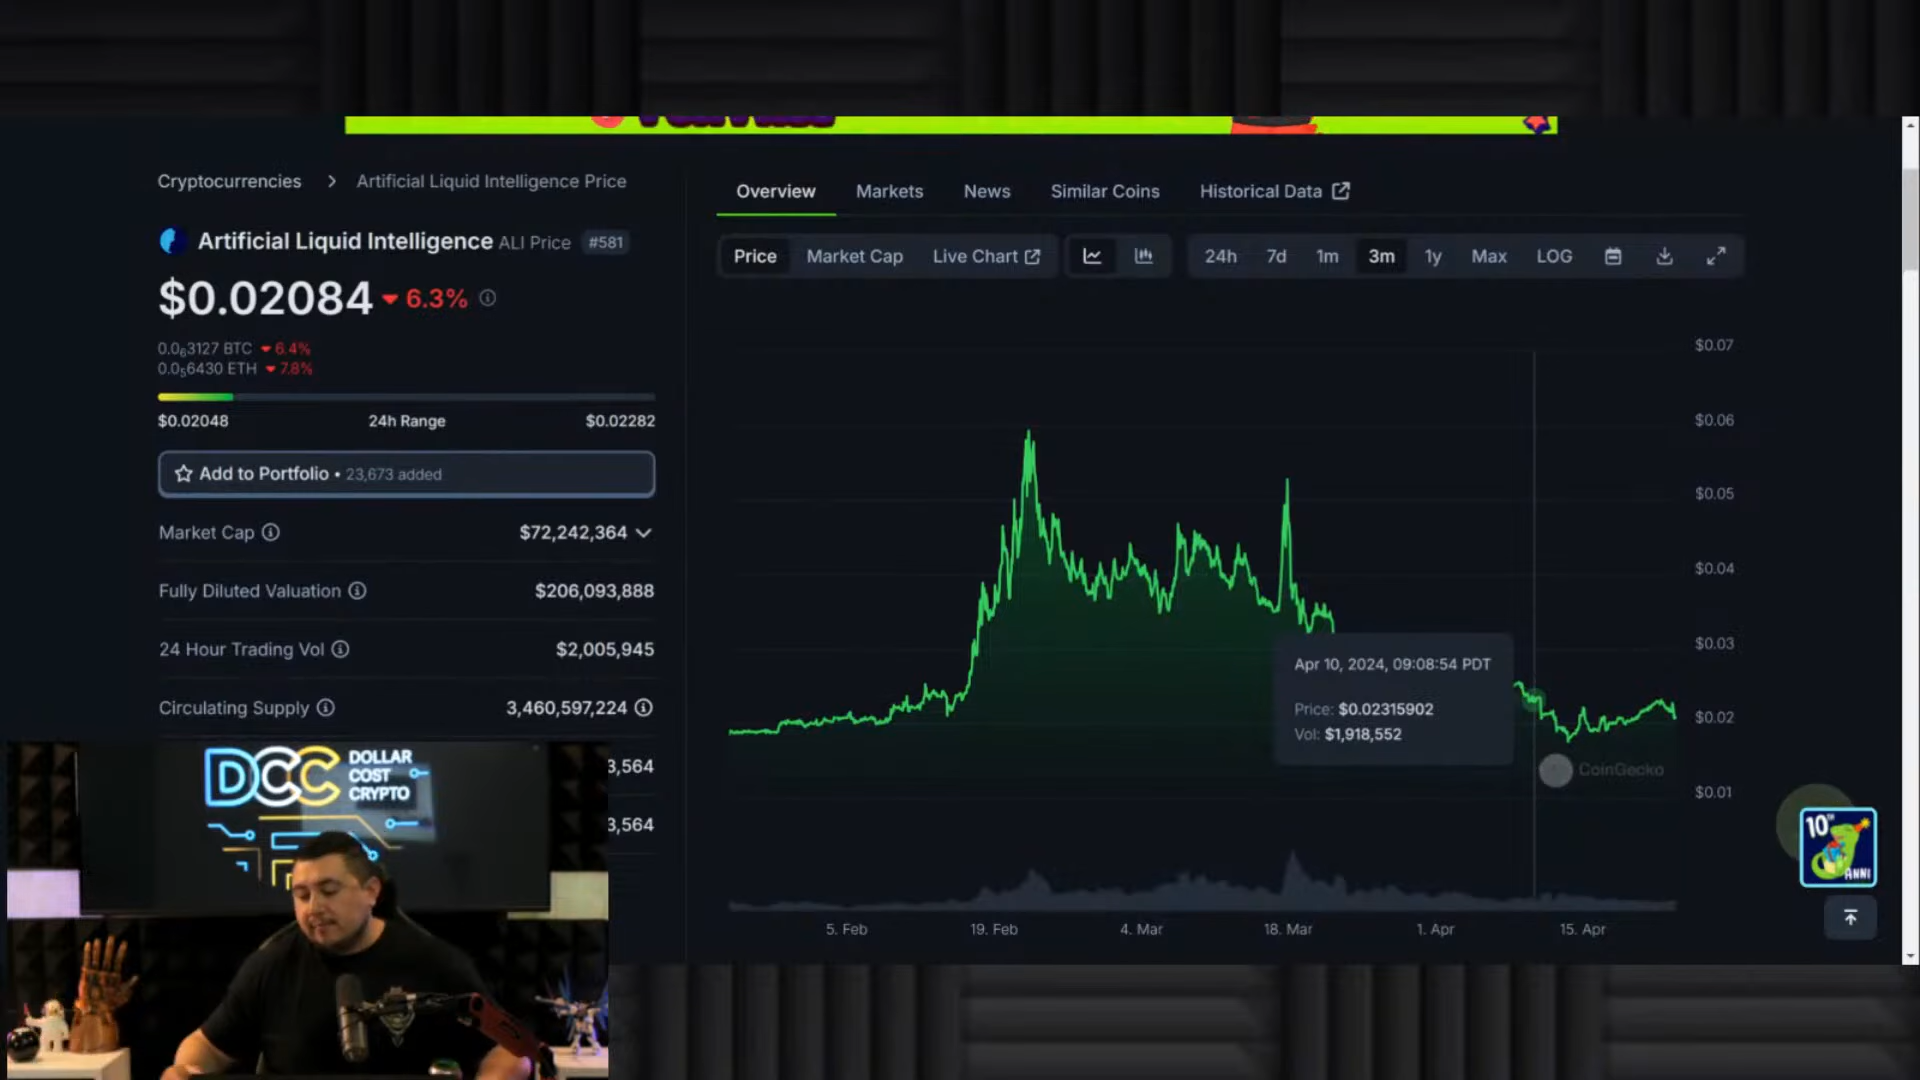 Cryptocurrencies > Artificial Liquid Intelligence Price
Artificial Liquid Intelligence ALI Price #581
$0.02084 6.3%
0.0₆3127 BTC 6.4%
0.0₅6430 ETH 7.8%
$0.02048 24h Range $0.02282
Add to Portfolio • 23,673 added
Market Cap $72,242,364
Fully Diluted Valuation $206,093,888
24 Hour Trading Vol $2,005,945
Circulating Supply 3,460,597,224
3,564
3,564
DCC DOLLAR
COST
CRYPTO
Overview Markets News Similar Coins Historical Data
Price Market Cap Live Chart 24h 7d 1m 3m 1y Max LOG
$0.07
$0.06
$0.05
$0.04
$0.03
$0.02
$0.01
Apr 10, 2024, 09:08:54 PDT
Price: $0.02315902
Vol: $1,918,552
CoinGecko
5. Feb 19. Feb 4. Mar 18. Mar 1. Apr 15. Apr
10TH
ANNI